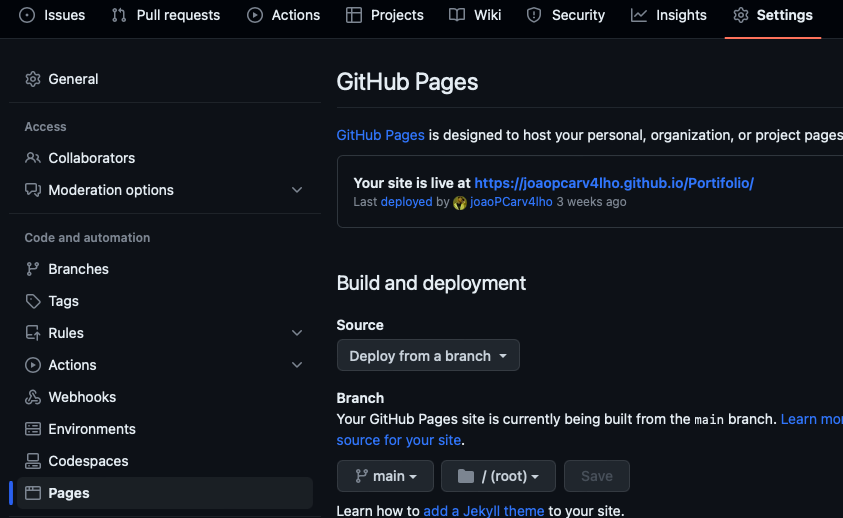 Issues Pull requests Actions Projects Wiki Security Insights Settings
General
Access
Collaborators
Moderation options
Code and automation
Branches
Tags
Rules
Actions
Webhooks
Environments
Codespaces
Pages
GitHub Pages
GitHub Pages is designed to host your personal, organization, or project pages
Your site is live at https://joaopcarv4lho.github.io/Portifolio/
Last deployed by joaoPCarv4lho 3 weeks ago
Build and deployment
Source
Deploy from a branch
Branch
Your GitHub Pages site is currently being built from the main branch. Learn mor
source for your site.
main / (root) Save
Learn how to add a Jekyll theme to your site.